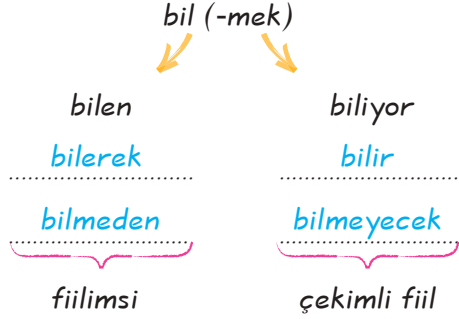 bil (-mek)
bilen biliyor
bilerek bilir
bilmeden bilmeyecek
fiilimsi çekimli fiil